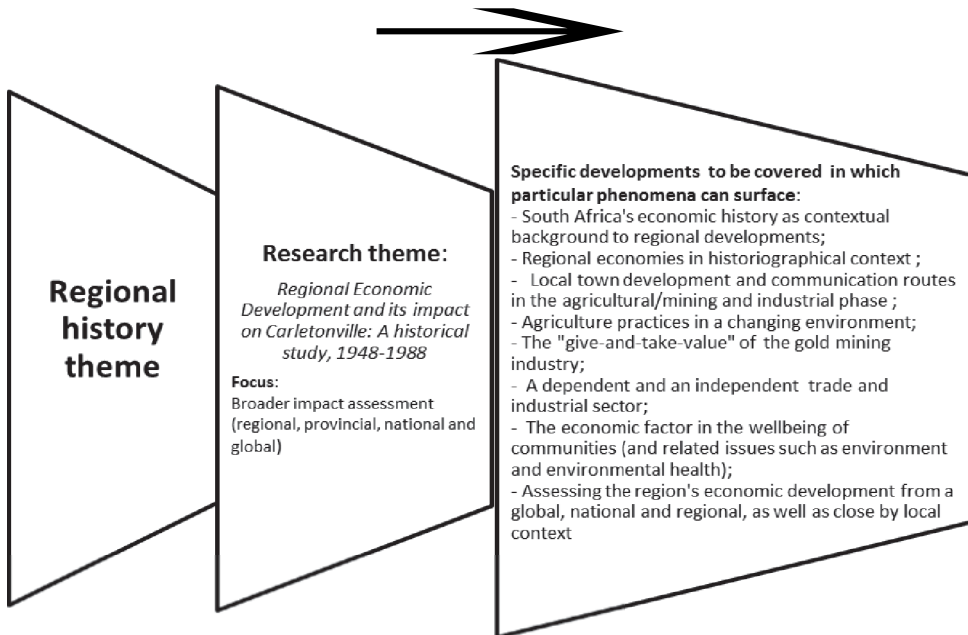 Regional
history
theme
Research theme:
Regional Economic
Development and its impact
on Carletonville: A historical
study, 1948-1988
Focus:
Broader impact assessment
(regional, provincial, national and
global)
Specific developments to be covered in which
particular phenomena can surface:
- South Africa's economic history as contextual
background to regional developments;
- Regional economies in historiographical context ;
- Local town development and communication routes
in the agricultural/mining and industrial phase ;
- Agriculture practices in a changing environment;
- The "give-and-take-value" of the gold mining
industry;
- A dependent and an independent trade and
industrial sector;
- The economic factor in the wellbeing of
communities (and related issues such as environment
and environmental health);
- Assessing the region's economic development from a
global, national and regional, as well as close by local
context